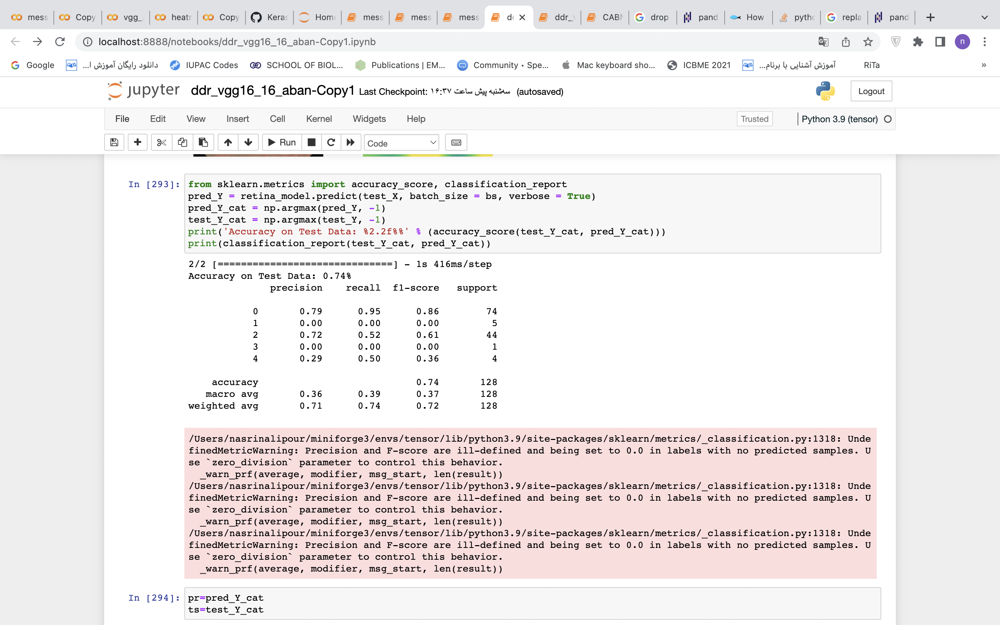 mess
Copy
vgg_
heatr
Copy
Keras
Home
mess
mess
mess
dd
ddr_v
CABN
drop
pand
How
pytho
repla
pand
localhost:8888/notebooks/ddr_vgg16_16_aban-Copy1.ipynb
n
Google
دانلود رایگان آموزش ا...
IUPAC Codes
SCHOOL OF BIOL...
Publications | EM...
Community • Spe...
Mac keyboard sho...
ICBME 2021
آموزش آشنایی با برنام...
RiTa
»
jupyter ddr_vgg16_16_aban-Copy1 Last Checkpoint: سه‌شنبه پیش ساعت ۱۶:۳۷ (autosaved)
Logout
File Edit View Insert Cell Kernel Widgets Help
Trusted
Python 3.9 (tensor)
Run
Code
In [293]:
from sklearn.metrics import accuracy_score, classification_report
pred_Y = retina_model.predict(test_X, batch_size = bs, verbose = True)
pred_Y_cat = np.argmax(pred_Y, -1)
test_Y_cat = np.argmax(test_Y, -1)
print('Accuracy on Test Data: %2.2f%%' % (accuracy_score(test_Y_cat, pred_Y_cat)))
print(classification_report(test_Y_cat, pred_Y_cat))
2/2 [==============================] - 1s 416ms/step
Accuracy on Test Data: 0.74%
precision recall f1-score support
0 0.79 0.95 0.86 74
1 0.00 0.00 0.00 5
2 0.72 0.52 0.61 44
3 0.00 0.00 0.00 1
4 0.29 0.50 0.36 4
accuracy 0.74 128
macro avg 0.36 0.39 0.37 128
weighted avg 0.71 0.74 0.72 128
/Users/nasrinalipour/miniforge3/envs/tensor/lib/python3.9/site-packages/sklearn/metrics/_classification.py:1318: Unde
finedMetricWarning: Precision and F-score are ill-defined and being set to 0.0 in labels with no predicted samples. U
se `zero_division` parameter to control this behavior.
_warn_prf(average, modifier, msg_start, len(result))
/Users/nasrinalipour/miniforge3/envs/tensor/lib/python3.9/site-packages/sklearn/metrics/_classification.py:1318: Unde
finedMetricWarning: Precision and F-score are ill-defined and being set to 0.0 in labels with no predicted samples. U
se `zero_division` parameter to control this behavior.
_warn_prf(average, modifier, msg_start, len(result))
/Users/nasrinalipour/miniforge3/envs/tensor/lib/python3.9/site-packages/sklearn/metrics/_classification.py:1318: Unde
finedMetricWarning: Precision and F-score are ill-defined and being set to 0.0 in labels with no predicted samples. U
se `zero_division` parameter to control this behavior.
_warn_prf(average, modifier, msg_start, len(result))
In [294]:
pr=pred_Y_cat
ts=test_Y_cat